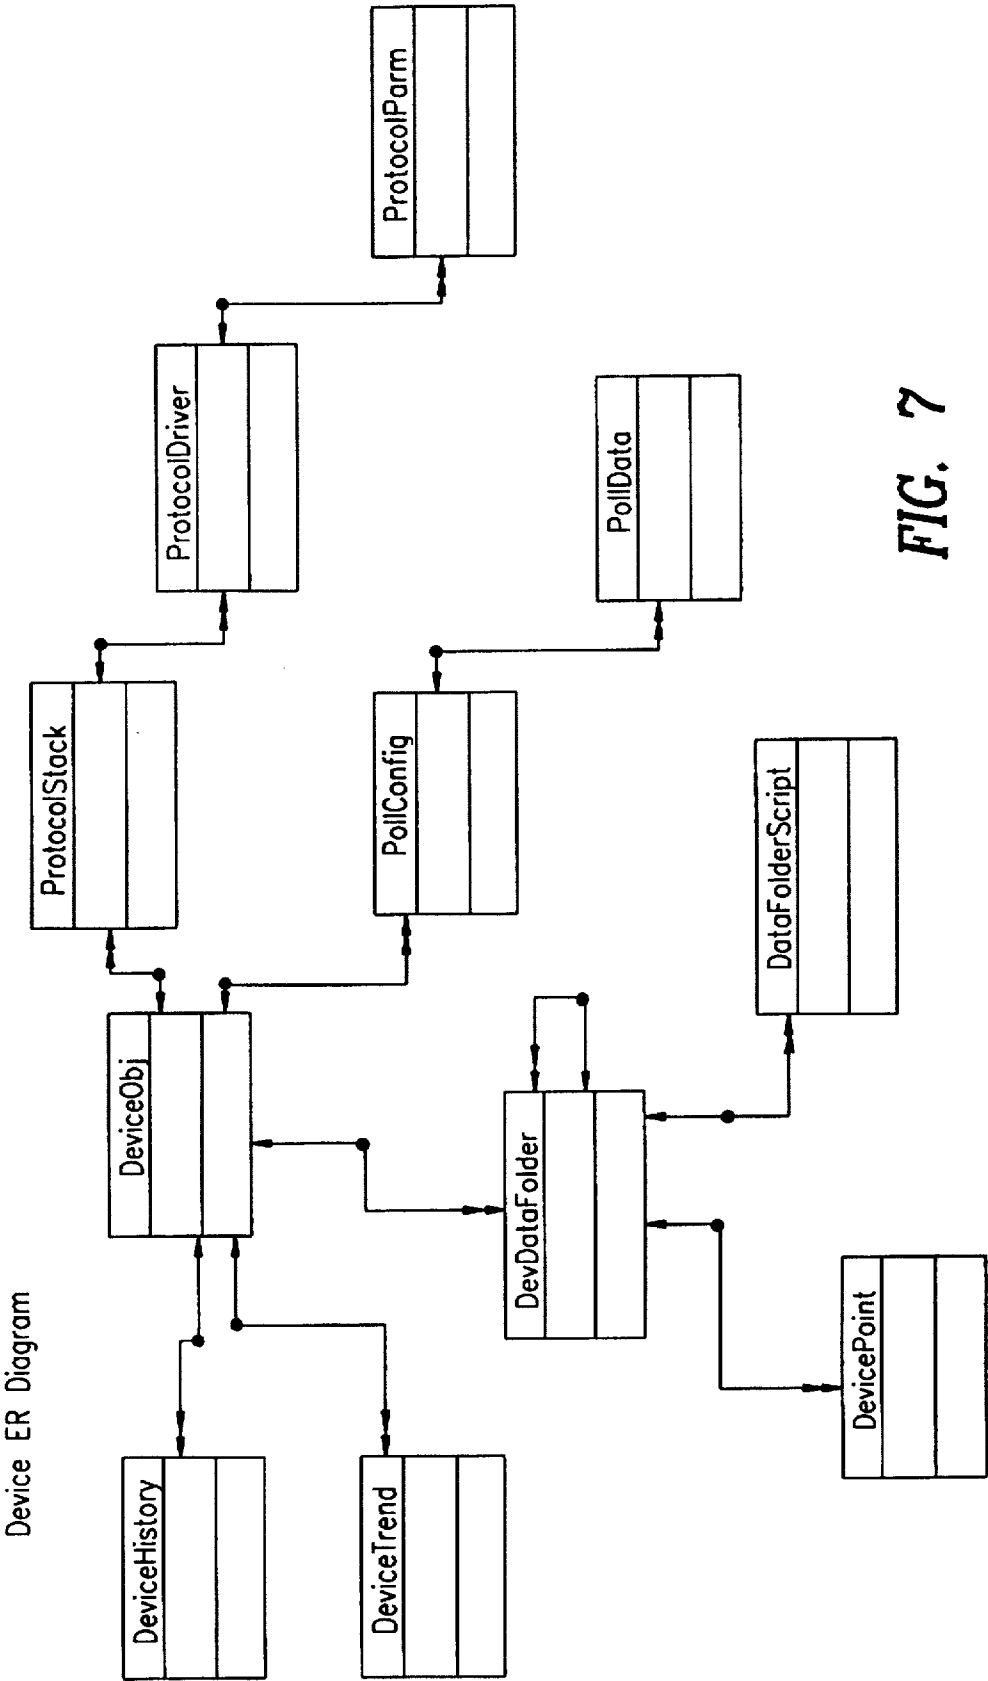 Device ER Diagram
DeviceHistory
DeviceObj
ProtocolStack
ProtocolDriver
ProtocolParm
DeviceTrend
PollConfig
PollData
DevDataFolder
DataFolderScript
DevicePoint
FIG. 7